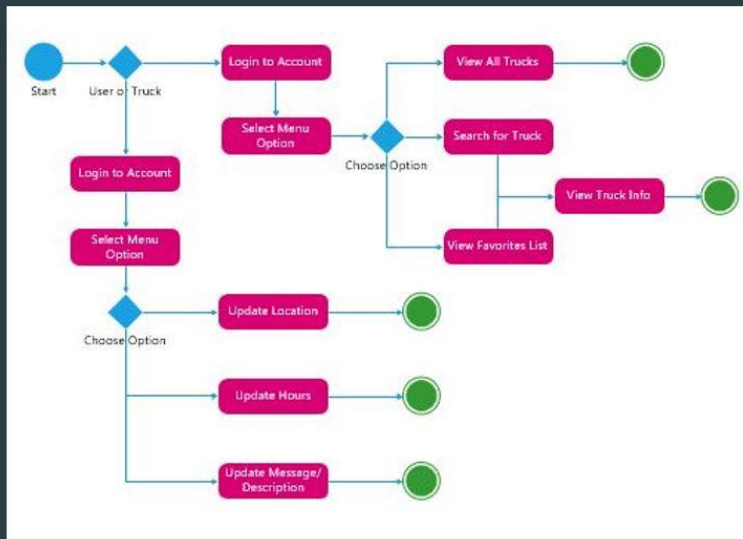 Start
User or Truck
Login to Account
Select Menu
Option
Choose Option
View All Trucks
Search for Truck
View Favorites List
View Truck Info
Login to Account
Select Menu
Option
Choose Option
Update Location
Update Hours
Update Message/
Description